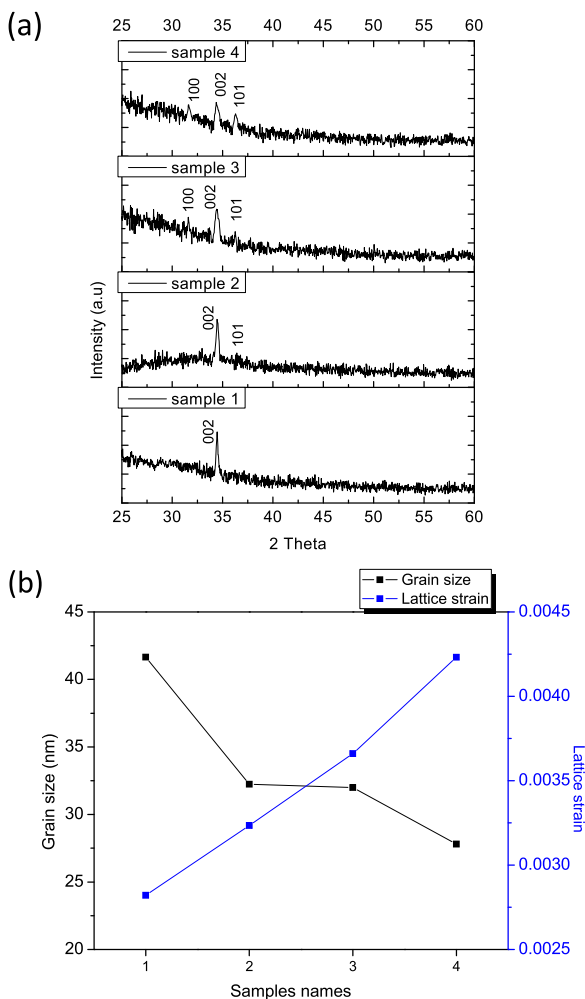 (a)
25 30 35 40 45 50 55 60
sample 4
100
002
101
sample 3
100
002
101
sample 2
002
101
sample 1
002
Intensity (a.u)
25 30 35 40 45 50 55 60
2 Theta
(b)
Grain size
Lattice strain
45
40
35
30
25
20
Grain size (nm)
0.0045
0.0040
0.0035
0.0030
0.0025
Lattice strain
1 2 3 4
Samples names